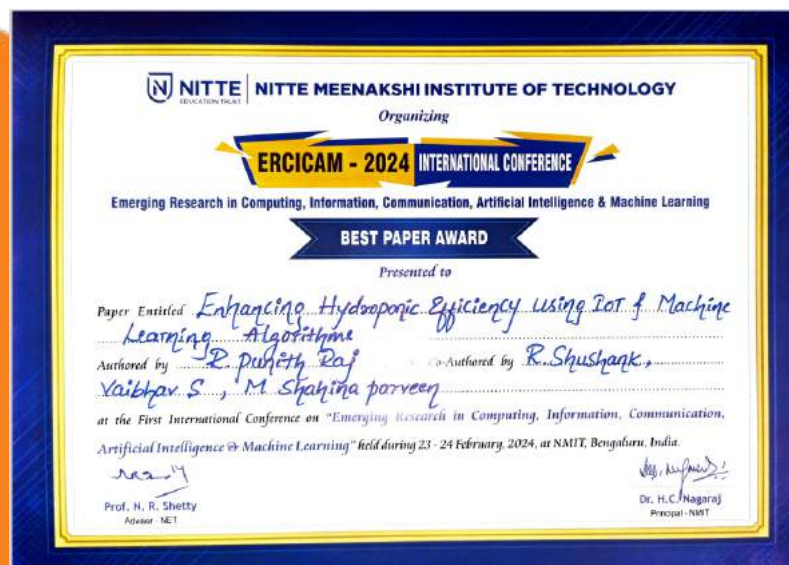 NITTE
EDUCATION TRUST
NITTE MEENAKSHI INSTITUTE OF TECHNOLOGY
Organizing
ERCICAM - 2024 INTERNATIONAL CONFERENCE
Emerging Research in Computing, Information, Communication, Artificial Intelligence & Machine Learning
BEST PAPER AWARD
Presented to
Paper Entitled Enhancing Hydroponic Efficiency using IoT & Machine
Learning Algorithms
Authored by R. Punith Raj Co-Authored by R. Shushank,
Vaibhav S, M Shahina parveen
at the First International Conference on "Emerging Research in Computing, Information, Communication,
Artificial Intelligence & Machine Learning" held during 23 - 24 February, 2024, at NMIT, Bengaluru, India.
Prof. N. R. Shetty
Advisor - NET
Dr. H.C. Nagaraj
Principal - NMIT